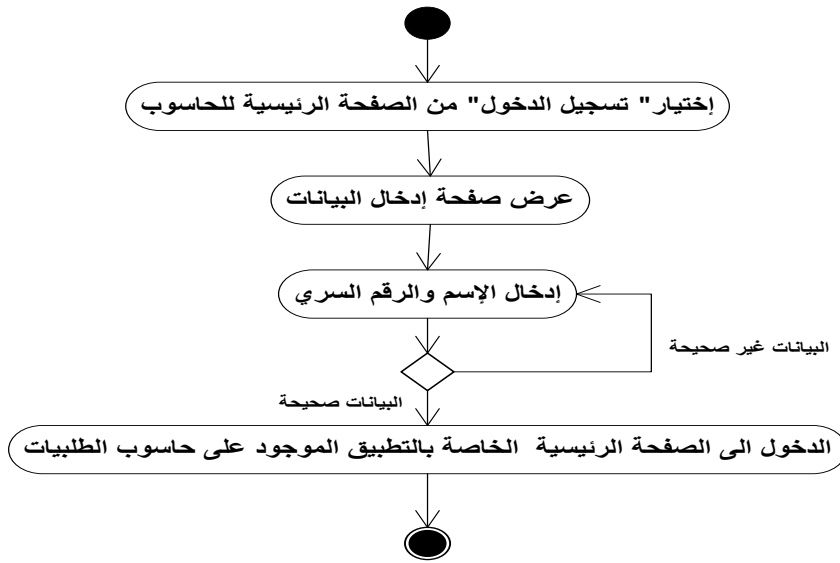 إختيار" تسجيل الدخول" من الصفحة الرئيسية للحاسوب
عرض صفحة إدخال البيانات
إدخال الإسم والرقم السري
البيانات غير صحيحة
البيانات صحيحة
الدخول الى الصفحة الرئيسية الخاصة بالتطبيق الموجود على حاسوب الطلبيات